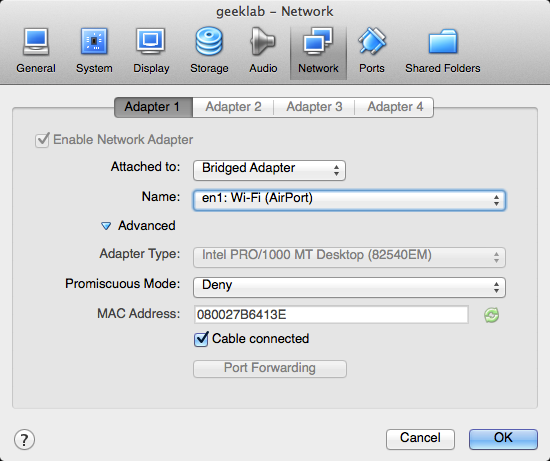 geeklab – Network
General System Display Storage Audio Network Ports Shared Folders
Adapter 1 Adapter 2 Adapter 3 Adapter 4
Enable Network Adapter
Attached to: Bridged Adapter
Name: en1: Wi-Fi (AirPort)
Advanced
Adapter Type: Intel PRO/1000 MT Desktop (82540EM)
Promiscuous Mode: Deny
MAC Address: 080027B6413E
Cable connected
Port Forwarding
? Cancel OK